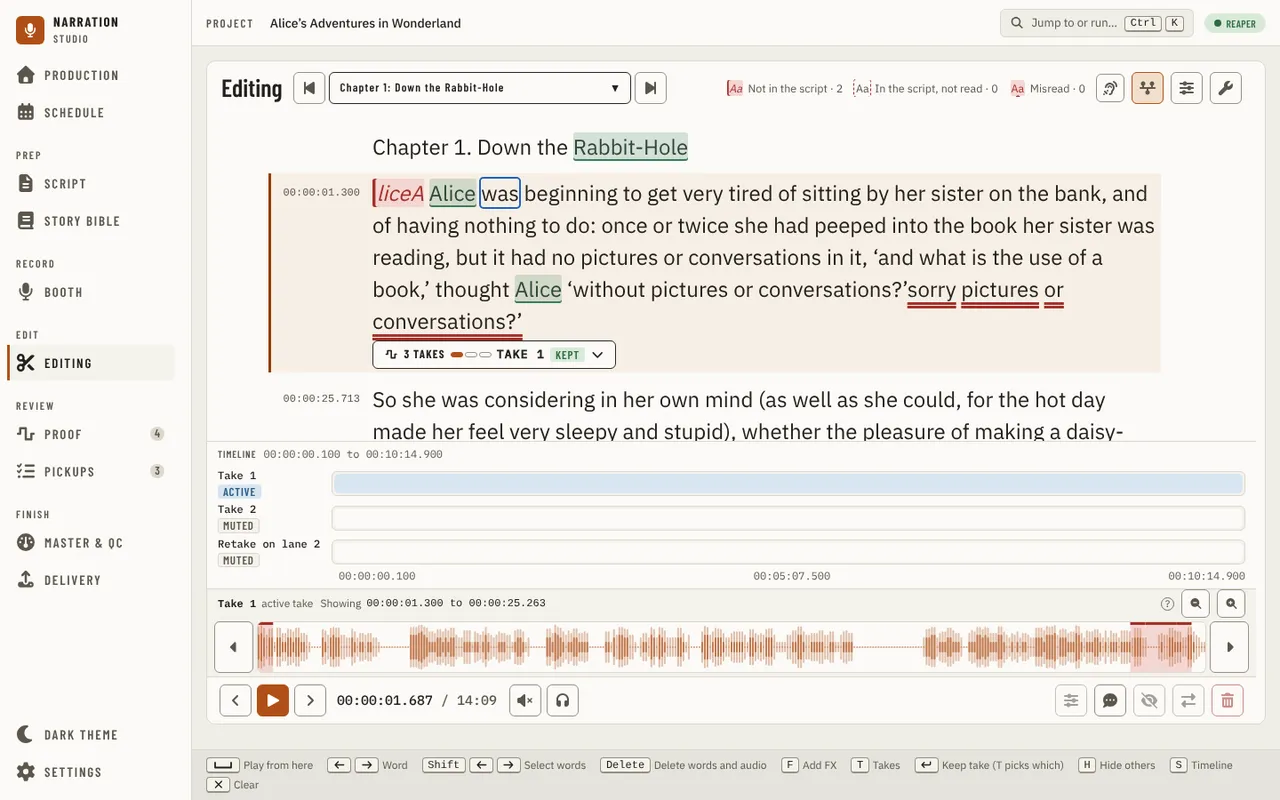 NARRATION
STUDIO
PRODUCTION
SCHEDULE
PREP
SCRIPT
STORY BIBLE
RECORD
BOOTH
EDIT
EDITING
REVIEW
PROOF 4
PICKUPS 3
FINISH
MASTER & QC
DELIVERY
DARK THEME
SETTINGS
PROJECT Alice’s Adventures in Wonderland
Jump to or run... Ctrl K
REAPER
Editing
Chapter 1: Down the Rabbit-Hole
Aa Not in the script · 2 Aa In the script, not read · 0 Aa Misread · 0
Chapter 1. Down the Rabbit-Hole
00:00:01.300 liceA Alice was beginning to get very tired of sitting by her sister on the bank, and
of having nothing to do: once or twice she had peeped into the book her sister was
reading, but it had no pictures or conversations in it, ‘and what is the use of a
book,’ thought Alice ‘without pictures or conversations?’sorry pictures or
conversations?’
3 TAKES TAKE 1 KEPT
00:00:25.713 So she was considering in her own mind (as well as she could, for the hot day
made her feel very sleepy and stupid), whether the pleasure of making a daisy-
TIMELINE 00:00:00.100 to 00:10:14.900
Take 1
ACTIVE
Take 2
MUTED
Retake on lane 2
MUTED
00:00:00.100 00:05:07.500 00:10:14.900
Take 1 active take Showing 00:00:01.300 to 00:00:25.263
?
00:00:01.687 / 14:09
Play from here Word Shift Select words Delete Delete words and audio F Add FX T Takes Keep take (T picks which) H Hide others S Timeline
Clear